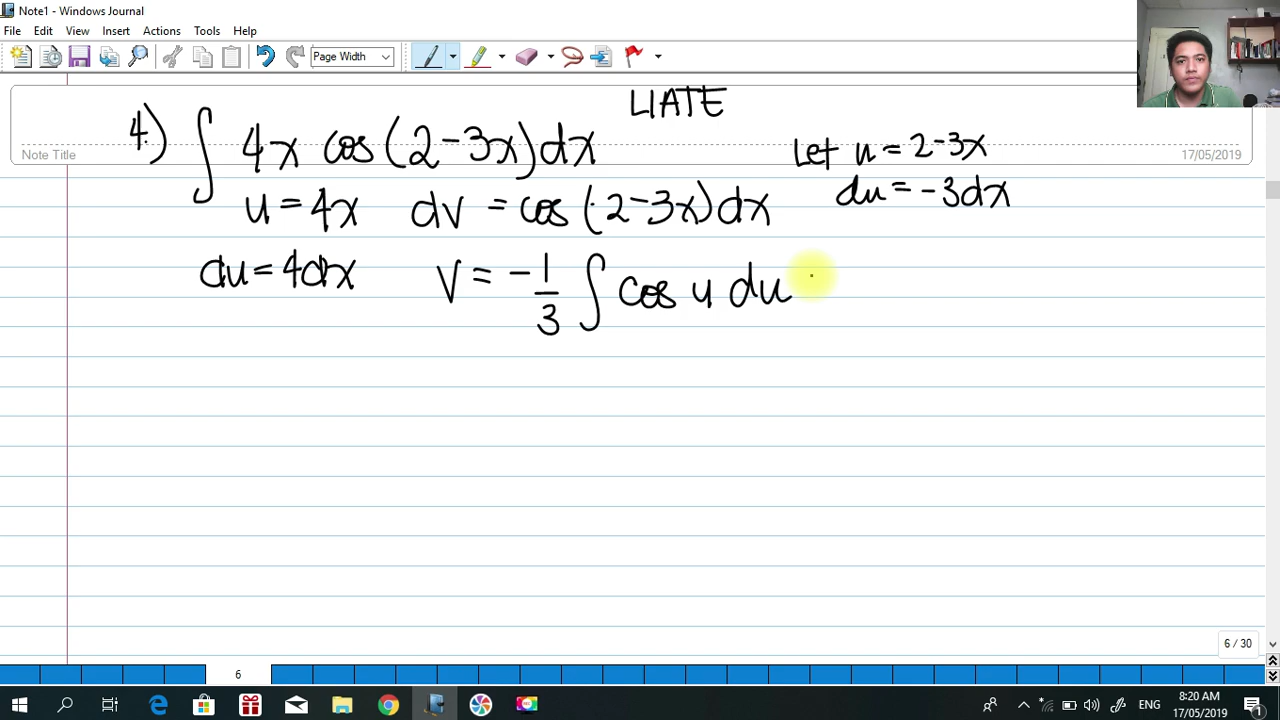 Note1 - Windows Journal
File Edit View Insert Actions Tools Help
Page Width
LIATE
4.) ∫ 4x cos(2-3x)dx
Let u = 2-3x
Note Title
17/05/2019
du = -3dx
u = 4x dv = cos(2-3x)dx
du = 4dx V = -1/3 ∫ cos u du
6 / 30
6
8:20 AM
ENG
17/05/2019
1